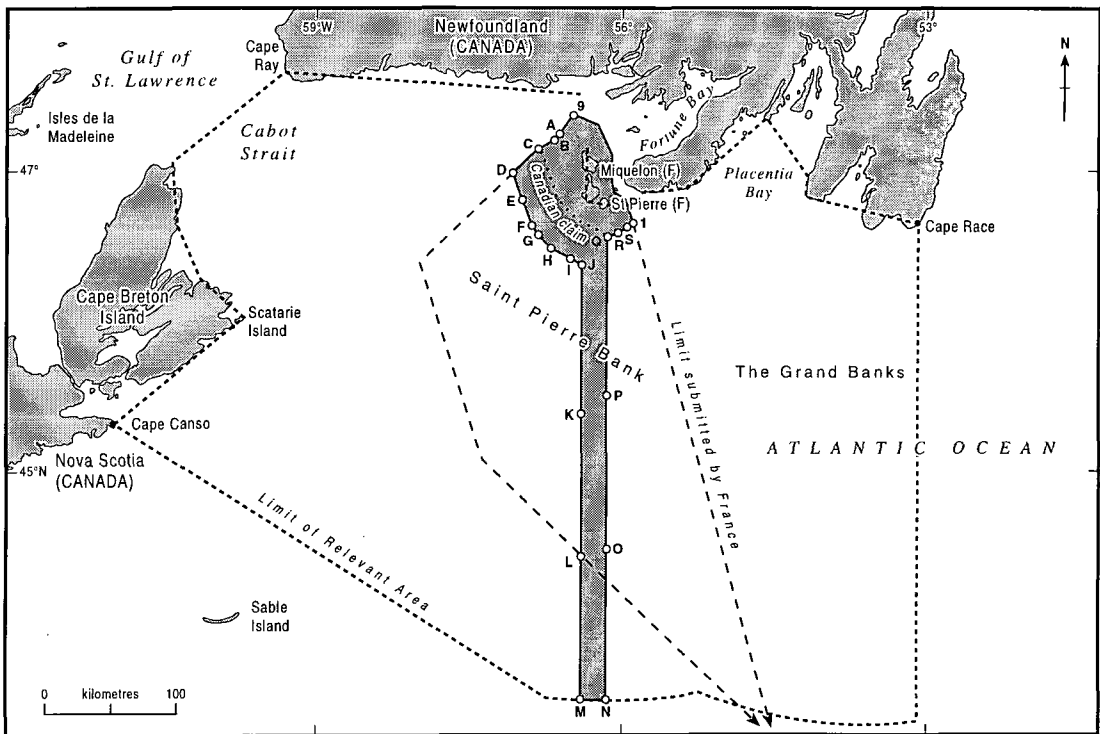 59°W
56°
53°
Newfoundland
(CANADA)
N
Cape
Ray
Gulf of
St. Lawrence
Isles de la
Madeleine
Cabot
Strait
Fortune Bay
9
A
B
C
D
E
F
G
H
I
J
Canadian claim
Miquelon (F)
St Pierre (F)
1
S
R
Q
Placentia
Bay
47°
Cape Race
Cape Breton
Island
Scatarie
Island
Saint Pierre Bank
Limit submitted by France
The Grand Banks
P
K
Cape Canso
ATLANTIC OCEAN
45°N
Nova Scotia
(CANADA)
Limit of Relevant Area
O
L
Sable
Island
0 kilometres 100
M
N